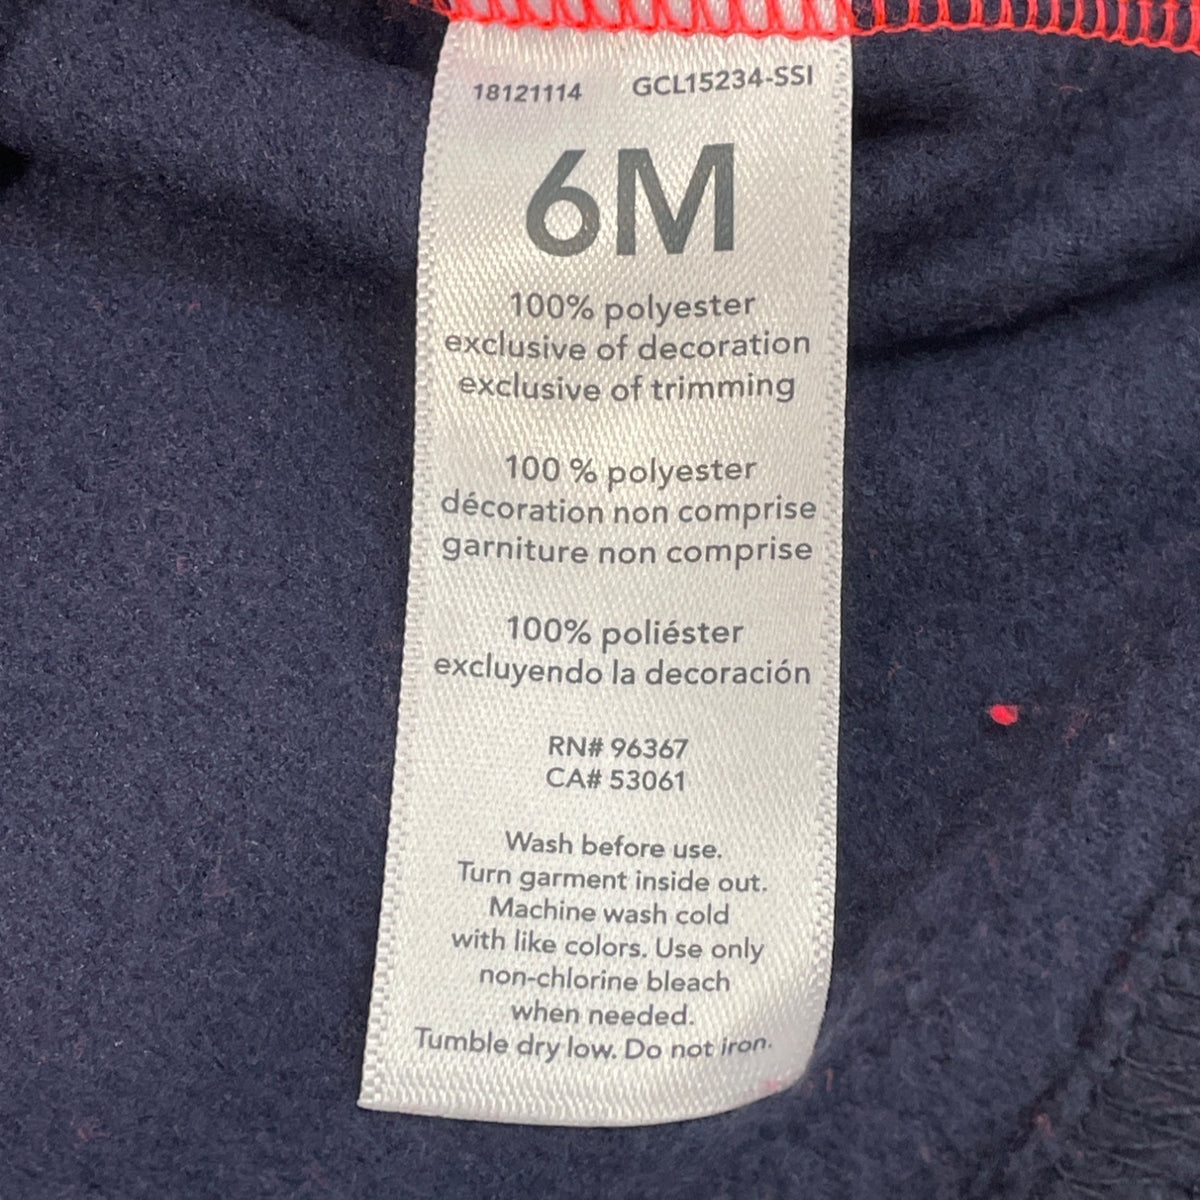 18121114 GCL15234-SSI
6M
100% polyester
exclusive of decoration
exclusive of trimming
100 % polyester
décoration non comprise
garniture non comprise
100% poliéster
excluyendo la decoración
RN# 96367
CA# 53061
Wash before use.
Turn garment inside out.
Machine wash cold
with like colors. Use only
non-chlorine bleach
when needed.
Tumble dry low. Do not iron.